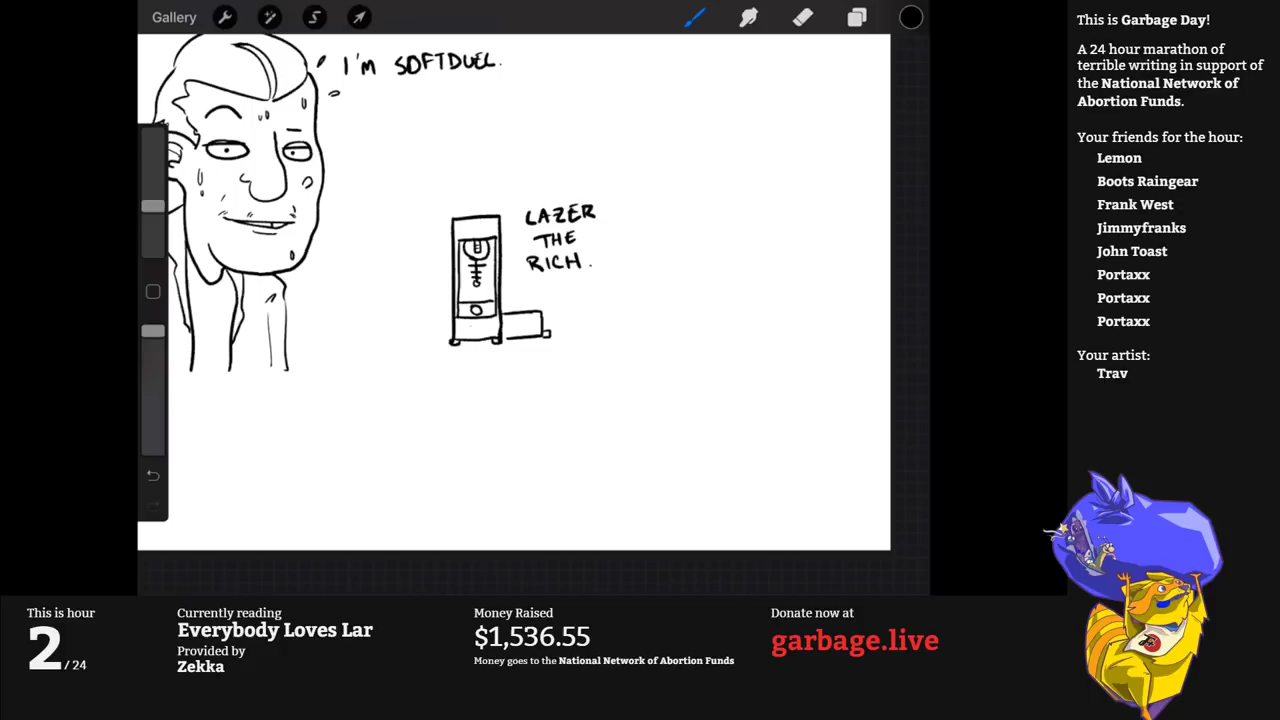 Gallery
I'M SOFTDUEL.
LAZER
THE
RICH.
This is Garbage Day!
A 24 hour marathon of
terrible writing in support of
the National Network of
Abortion Funds.
Your friends for the hour:
Lemon
Boots Raingear
Frank West
Jimmyfranks
John Toast
Portaxx
Portaxx
Portaxx
Your artist:
Trav
This is hour
2 / 24
Currently reading
Everybody Loves Lar
Provided by
Zekka
Money Raised
$1,536.55
Money goes to the National Network of Abortion Funds
Donate now at
garbage.live